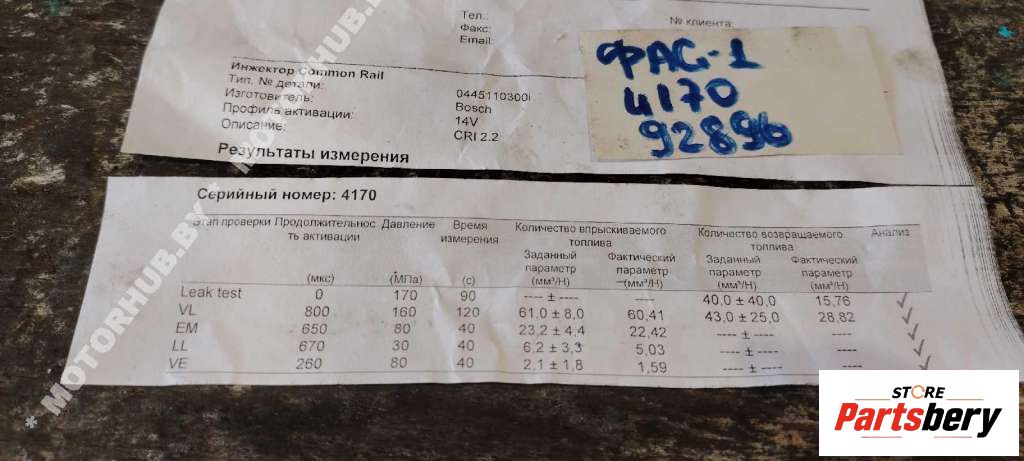 Тел.:
Факс:
Email:
№ клиента:
Инжектор Common Rail
Тип. № детали: 0445110300
Изготовитель: Bosch
Профиль активации: 14V
Описание: CRI 2.2
Результаты измерения
ФАС-1
4170
92896
Серийный номер: 4170
Этап проверки Продолжительнос Давление Время Количество впрыскиваемого Количество возвращаемого Анализ
ть активации измерения топлива топлива
Заданный Фактический Заданный Фактический
параметр параметр параметр параметр
(мкс) (МПа) (с) (мм³/Н) (мм³/Н) (мм³/Н) (мм³/Н)
Leak test 0 170 90 ---- ± ---- ---- 40,0 ± 40,0 15,76
VL 800 160 120 61,0 ± 8,0 60,41 43,0 ± 25,0 28,82
EM 650 80 40 23,2 ± 4,4 22,42 ---- ± ---- ----
LL 670 30 40 6,2 ± 3,3 5,03 ---- ± ---- ----
VE 260 80 40 2,1 ± 1,8 1,59 ---- ± ---- ----
* MOTORHUB.BY * MOTORHUB.BY
STORE
Partsbery